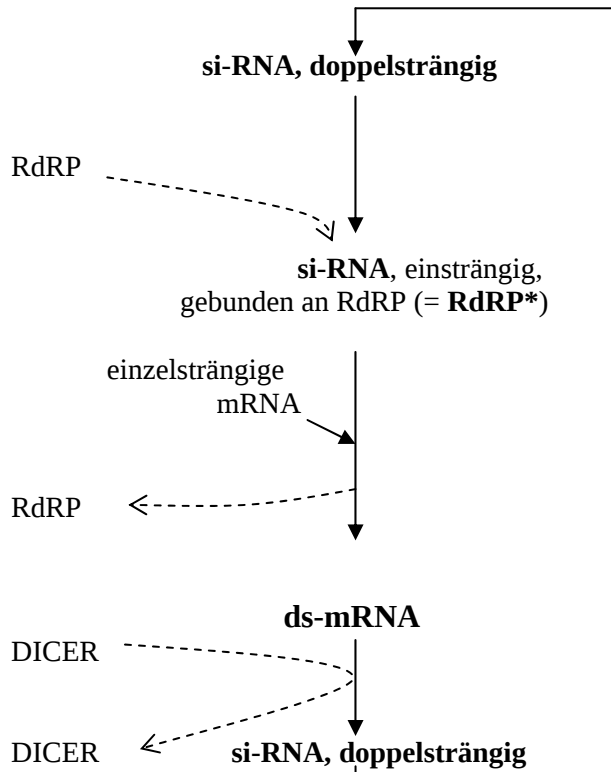 si-RNA, doppelsträngig
RdRP
si-RNA, einsträngig,
gebunden an RdRP (= RdRP*)
einzelsträngige
mRNA
RdRP
ds-mRNA
DICER
DICER
si-RNA, doppelsträngig